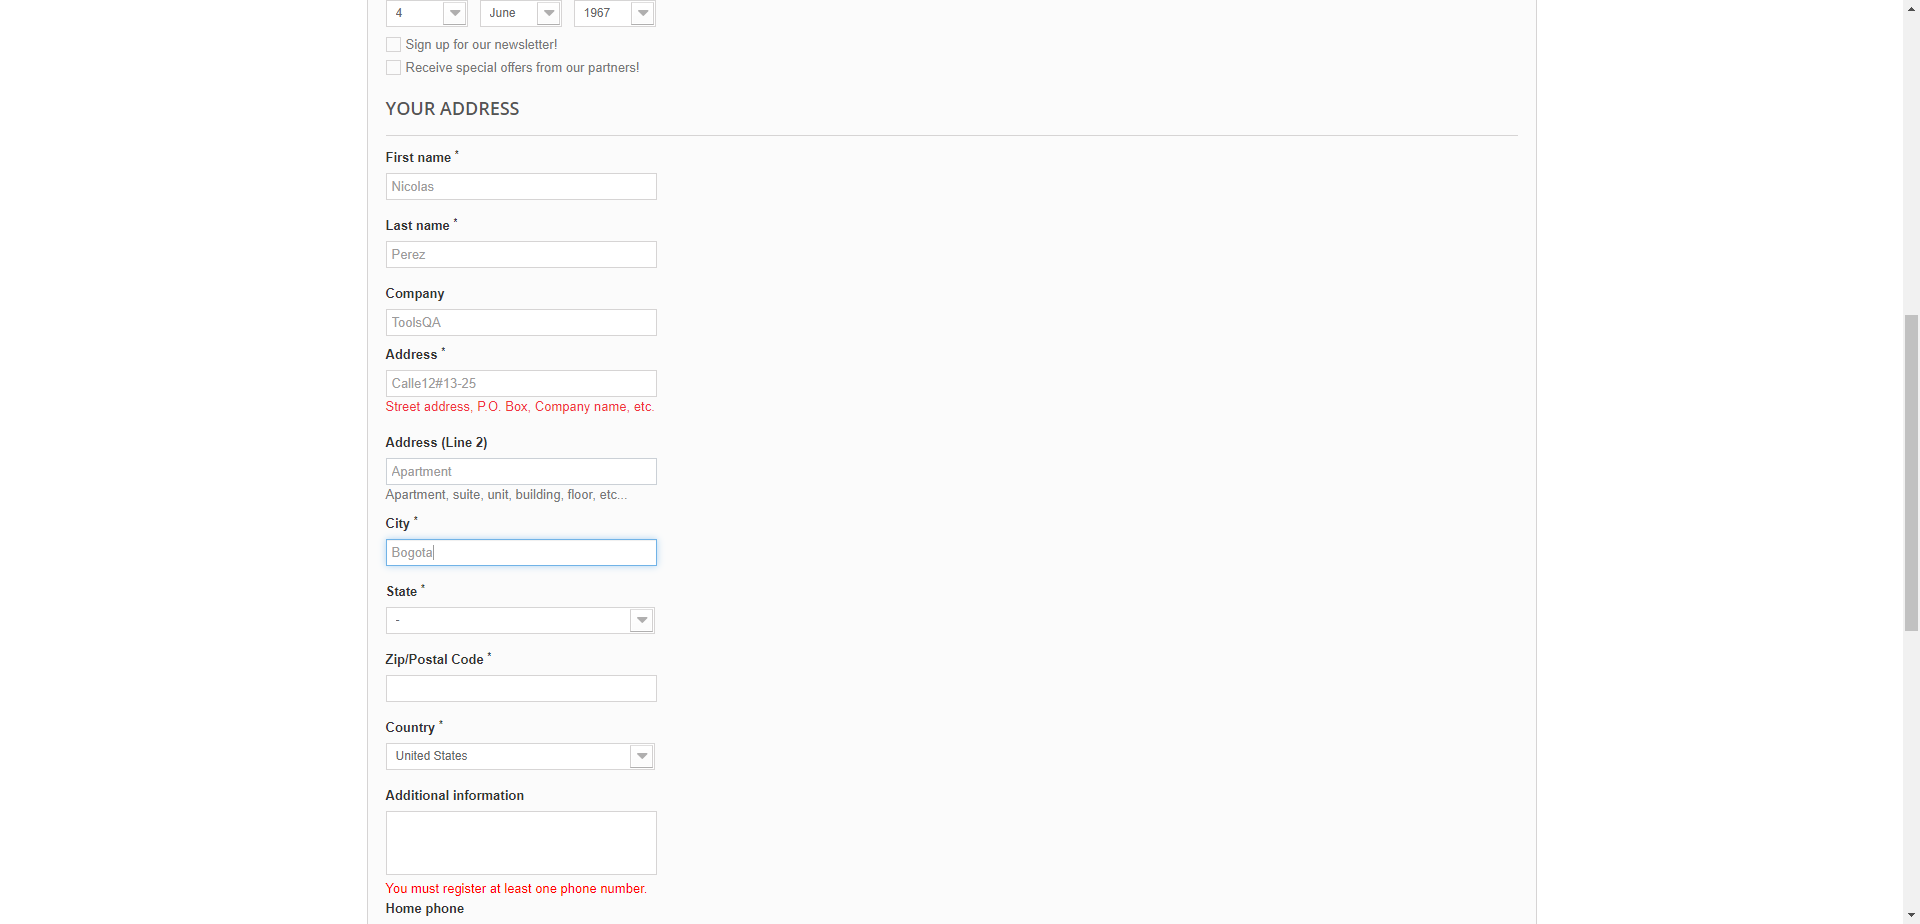 4 June 1967
Sign up for our newsletter!
Receive special offers from our partners!
YOUR ADDRESS
First name *
Nicolas
Last name *
Perez
Company
ToolsQA
Address *
Calle12#13-25
Street address, P.O. Box, Company name, etc.
Address (Line 2)
Apartment
Apartment, suite, unit, building, floor, etc...
City *
Bogota
State *
-
Zip/Postal Code *
Country *
United States
Additional information
You must register at least one phone number.
Home phone